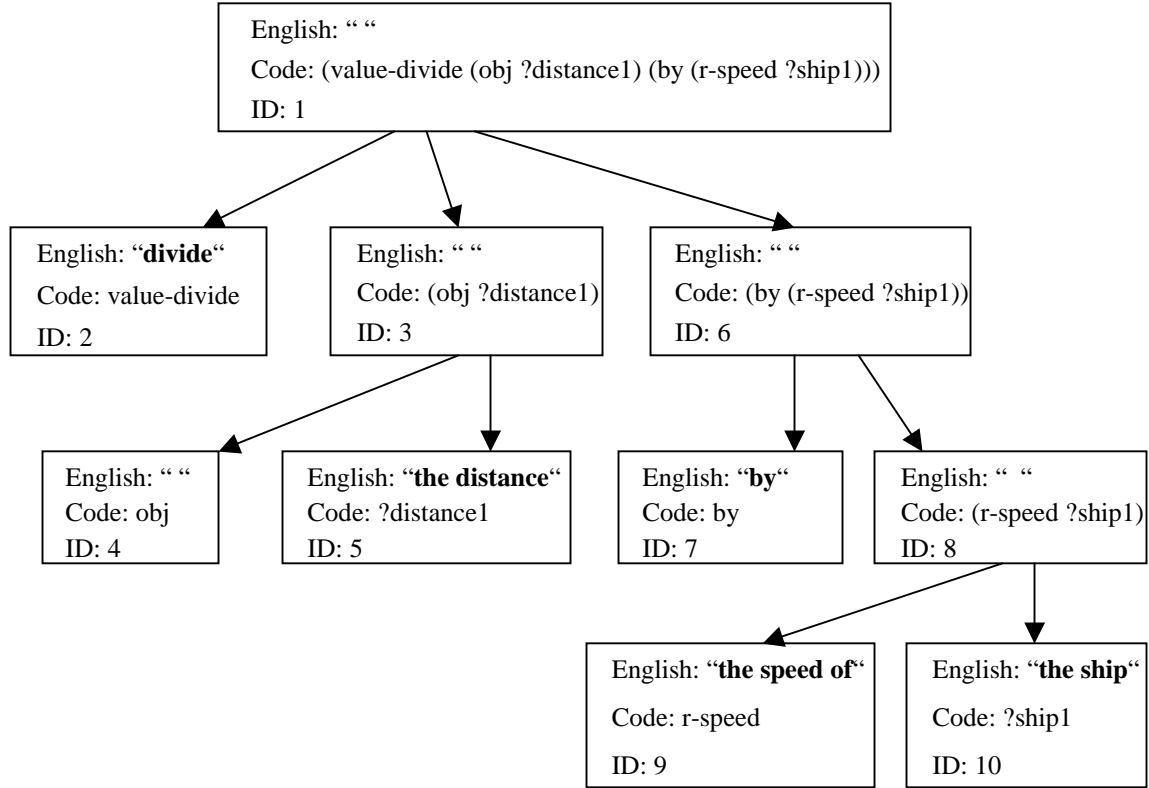 English: “ “
Code: (value-divide (obj ?distance1) (by (r-speed ?ship1)))
ID: 1
English: “divide“
Code: value-divide
ID: 2
English: “ “
Code: (obj ?distance1)
ID: 3
English: “ “
Code: (by (r-speed ?ship1))
ID: 6
English: “ “
Code: obj
ID: 4
English: “the distance“
Code: ?distance1
ID: 5
English: “by“
Code: by
ID: 7
English: “  “
Code: (r-speed ?ship1)
ID: 8
English: “the speed of“
Code: r-speed
ID: 9
English: “the ship“
Code: ?ship1
ID: 10